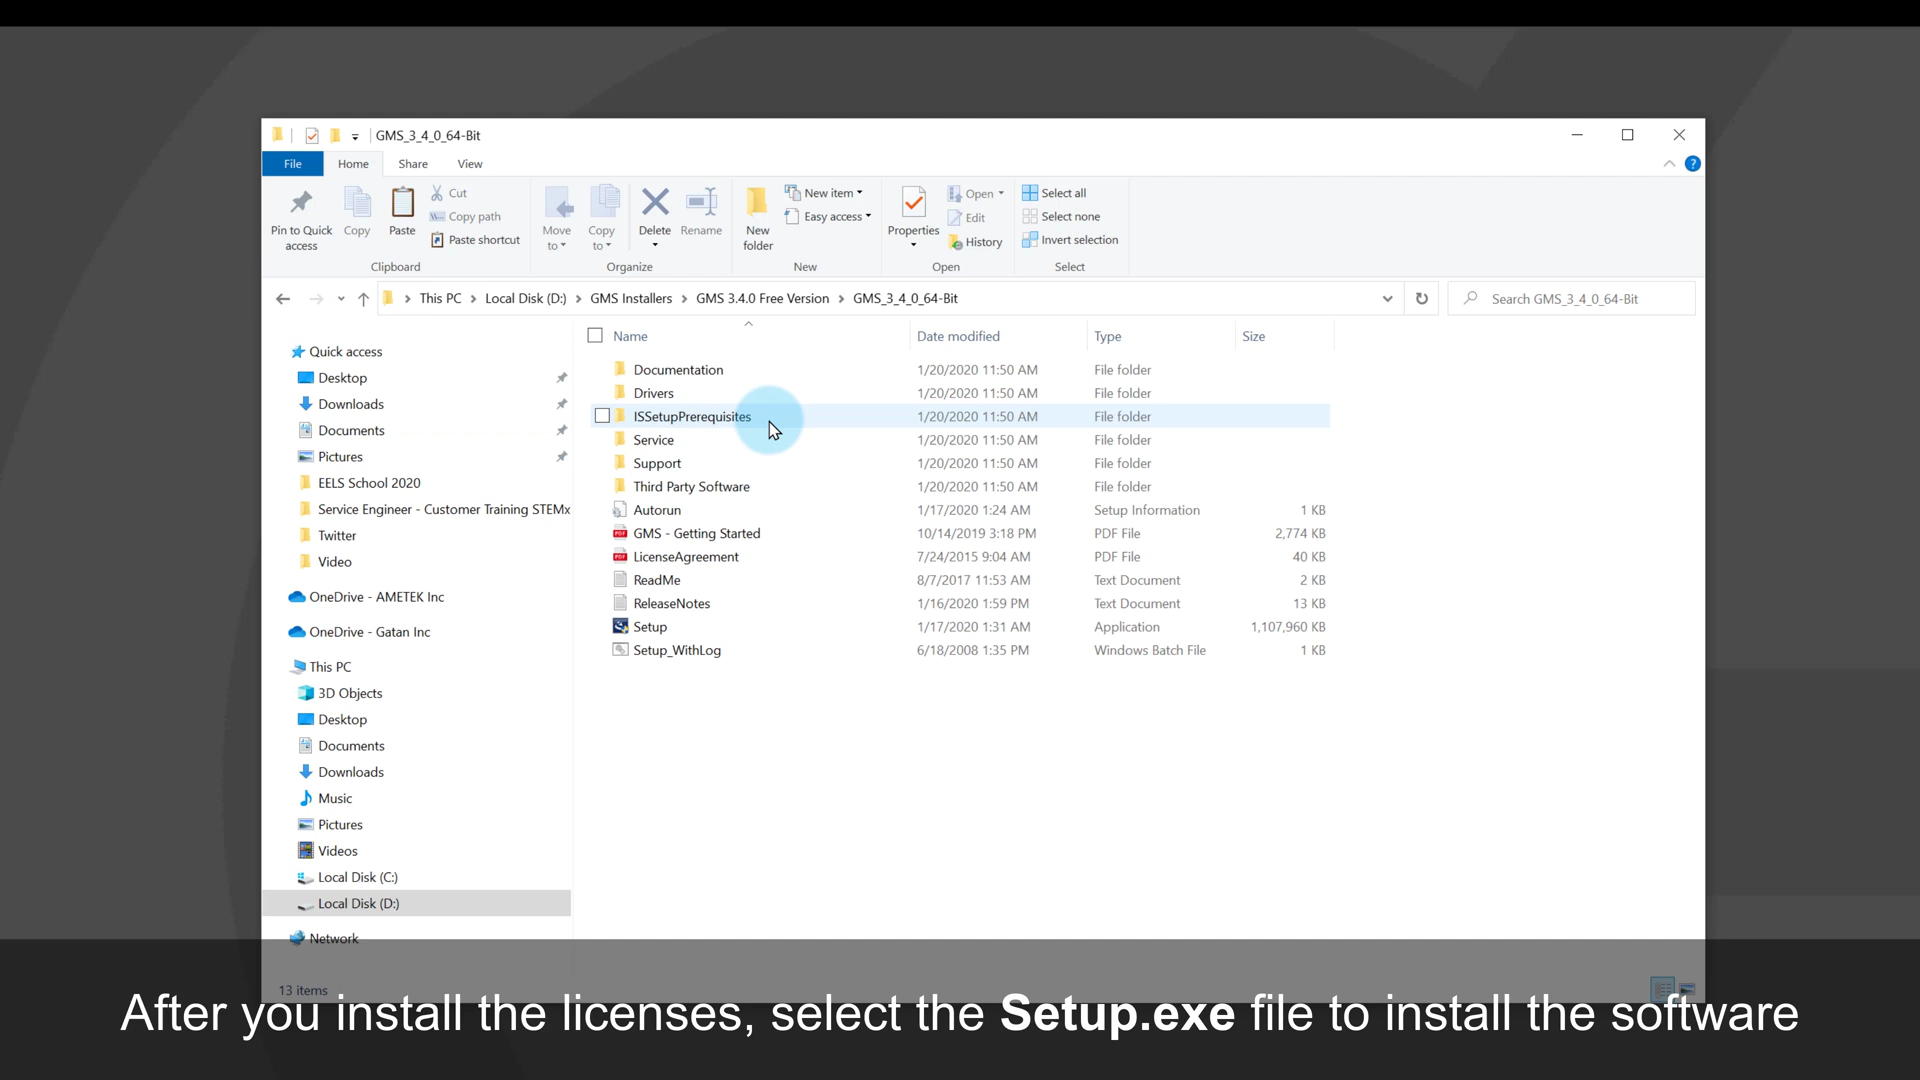 GMS_3_4_0_64-Bit
File Home Share View
Pin to Quick access
Copy
Paste
Cut
Copy path
Paste shortcut
Clipboard
Move to
Copy to
Delete
Rename
Organize
New folder
New item
Easy access
New
Properties
Open
Edit
History
Open
Select all
Select none
Invert selection
Select
This PC > Local Disk (D:) > GMS Installers > GMS 3.4.0 Free Version > GMS_3_4_0_64-Bit
Search GMS_3_4_0_64-Bit
Quick access
Desktop
Downloads
Documents
Pictures
EELS School 2020
Service Engineer - Customer Training STEMx
Twitter
Video
OneDrive - AMETEK Inc
OneDrive - Gatan Inc
This PC
3D Objects
Desktop
Documents
Downloads
Music
Pictures
Videos
Local Disk (C:)
Local Disk (D:)
Network
Name Date modified Type Size
Documentation 1/20/2020 11:50 AM File folder
Drivers 1/20/2020 11:50 AM File folder
ISSetupPrerequisites 1/20/2020 11:50 AM File folder
Service 1/20/2020 11:50 AM File folder
Support 1/20/2020 11:50 AM File folder
Third Party Software 1/20/2020 11:50 AM File folder
Autorun 1/17/2020 1:24 AM Setup Information 1 KB
GMS - Getting Started 10/14/2019 3:18 PM PDF File 2,774 KB
LicenseAgreement 7/24/2015 9:04 AM PDF File 40 KB
ReadMe 8/7/2017 11:53 AM Text Document 2 KB
ReleaseNotes 1/16/2020 1:59 PM Text Document 13 KB
Setup 1/17/2020 1:31 AM Application 1,107,960 KB
Setup_WithLog 6/18/2008 1:35 PM Windows Batch File 1 KB
13 items
After you install the licenses, select the Setup.exe file to install the software